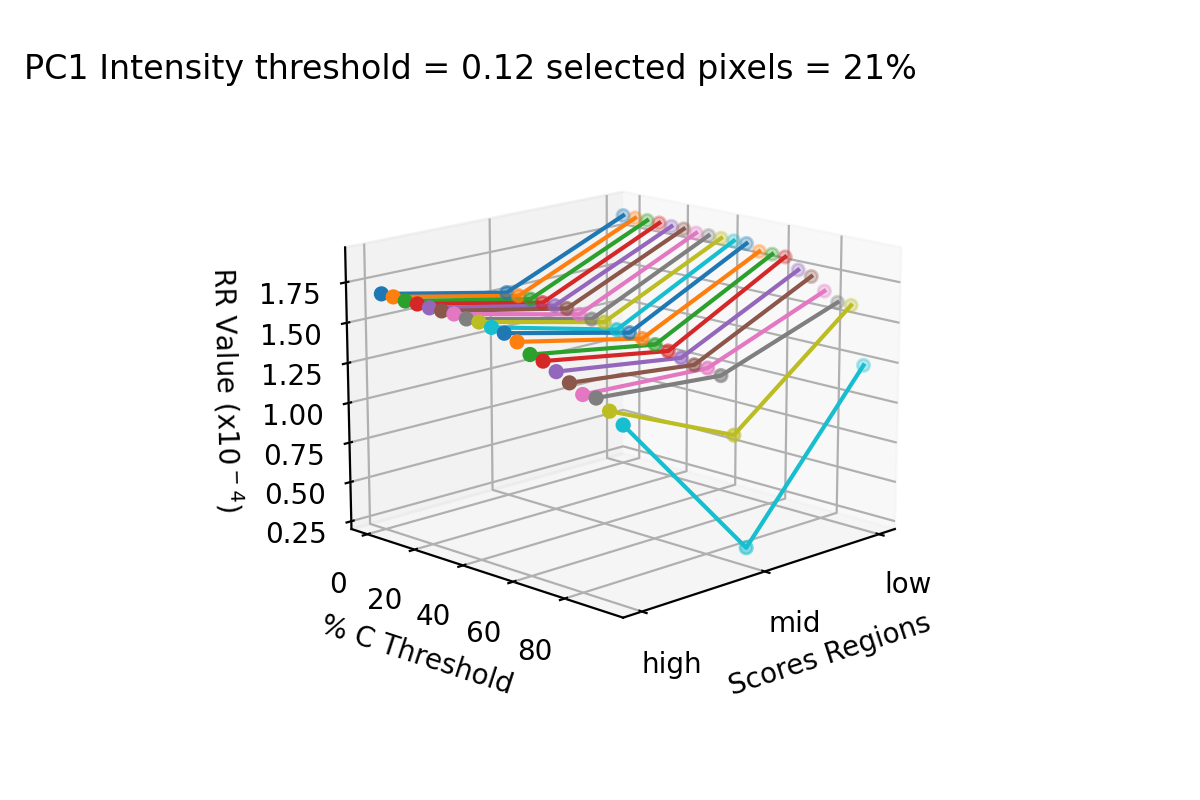 PC1 Intensity threshold = 0.12 selected pixels = 21%
RR Value (x10⁻⁴)
1.75
1.50
1.25
1.00
0.75
0.50
0.25
0
20
40
60
80
% C Threshold
low
mid
high
Scores Regions